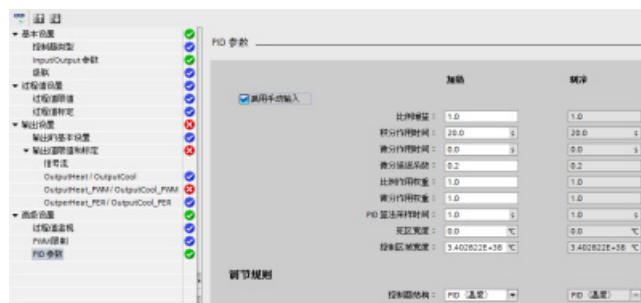 基本设置
控制器类型
Input/Output 参数
级联
过程值设置
过程值限值
过程值标定
输出设置
输出的基本设置
输出值限值和标定
信号流
OutputHeat / OutputCool
OutputHeat_PWM / OutputCool_PWM
OutperHeat_PER / OutputCool_PER
高级设置
过程值监视
PWM 限制
PID 参数
PID 参数
加热 制冷
启用手动输入
比例增益： 1.0 1.0
积分作用时间： 20.0 s 20.0 s
微分作用时间： 0.0 s 0.0 s
微分延迟系数： 0.2 0.2
比例作用权重： 1.0 1.0
微分作用权重： 1.0 1.0
PID 算法采样时间： 1.0 s 1.0 s
死区宽度： 0.0 ℃ 0.0 ℃
控制区域宽度： 3.402822E+38 ℃ 3.402822E+38 ℃
调节规则
控制器结构： PID（温度） PID（温度）